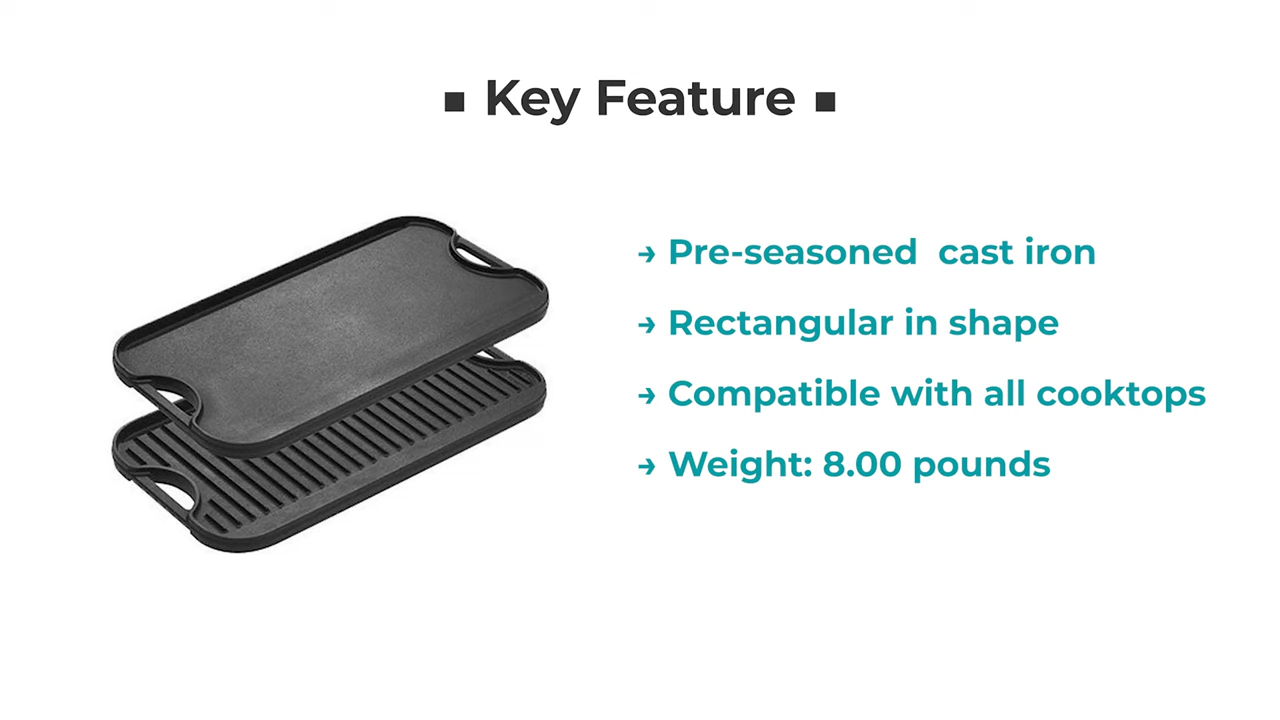 ▪ Key Feature ▪
→ Pre-seasoned  cast iron
→ Rectangular in shape
→ Compatible with all cooktops
→ Weight: 8.00 pounds